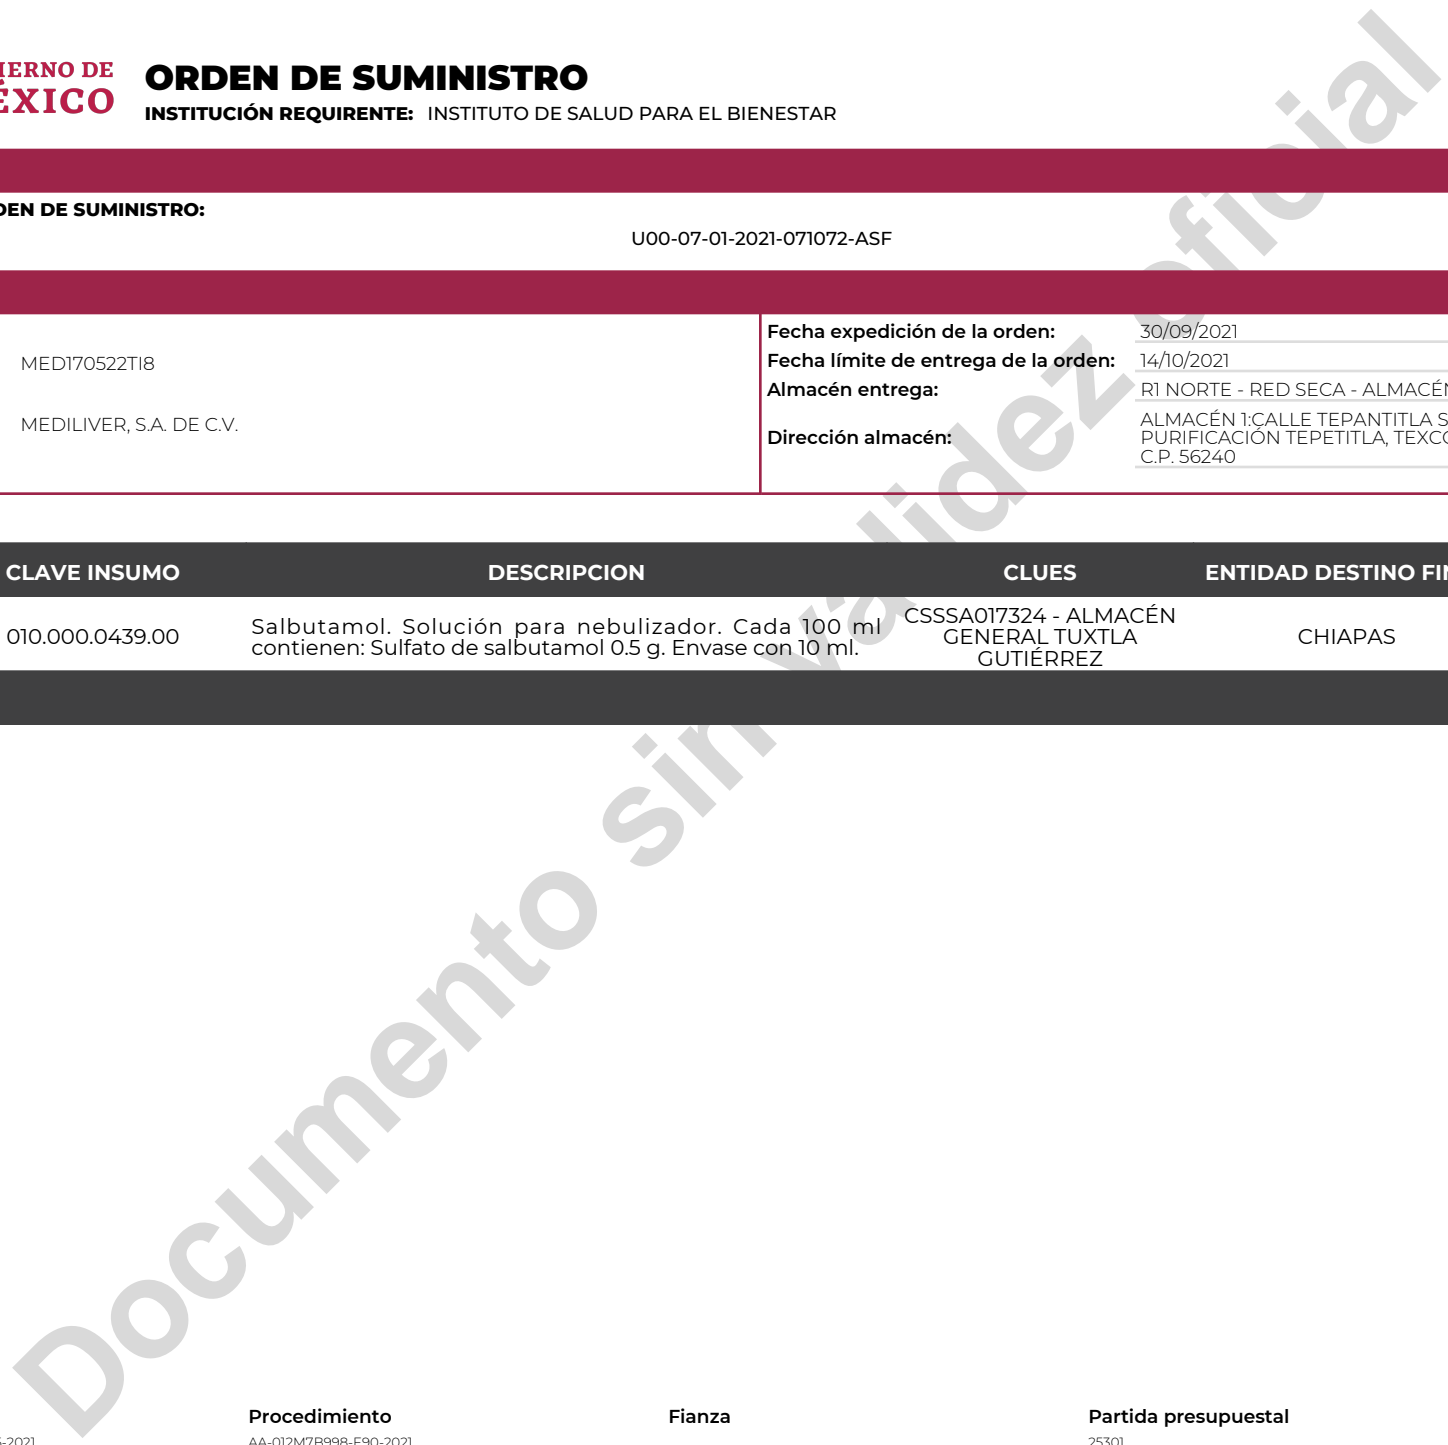 IERNO DE
ÉXICO
ORDEN DE SUMINISTRO
INSTITUCIÓN REQUIRENTE: INSTITUTO DE SALUD PARA EL BIENESTAR
DEN DE SUMINISTRO:
U00-07-01-2021-071072-ASF
MED170522TI8
MEDILIVER, S.A. DE C.V.
Fecha expedición de la orden: 30/09/2021
Fecha límite de entrega de la orden: 14/10/2021
Almacén entrega: R1 NORTE - RED SECA - ALMACÉN
Dirección almacén: ALMACÉN 1:CALLE TEPANTITLA S
PURIFICACIÓN TEPETITLA, TEXCO
C.P. 56240
CLAVE INSUMO DESCRIPCION CLUES ENTIDAD DESTINO FIN
010.000.0439.00
Salbutamol. Solución para nebulizador. Cada 100 ml
contienen: Sulfato de salbutamol 0.5 g. Envase con 10 ml.
CSSSA017324 - ALMACÉN
GENERAL TUXTLA
GUTIÉRREZ
CHIAPAS
Documento sin validez oficial
Procedimiento Fianza Partida presupuestal
-2021 AA-012M7B998-E90-2021 25301